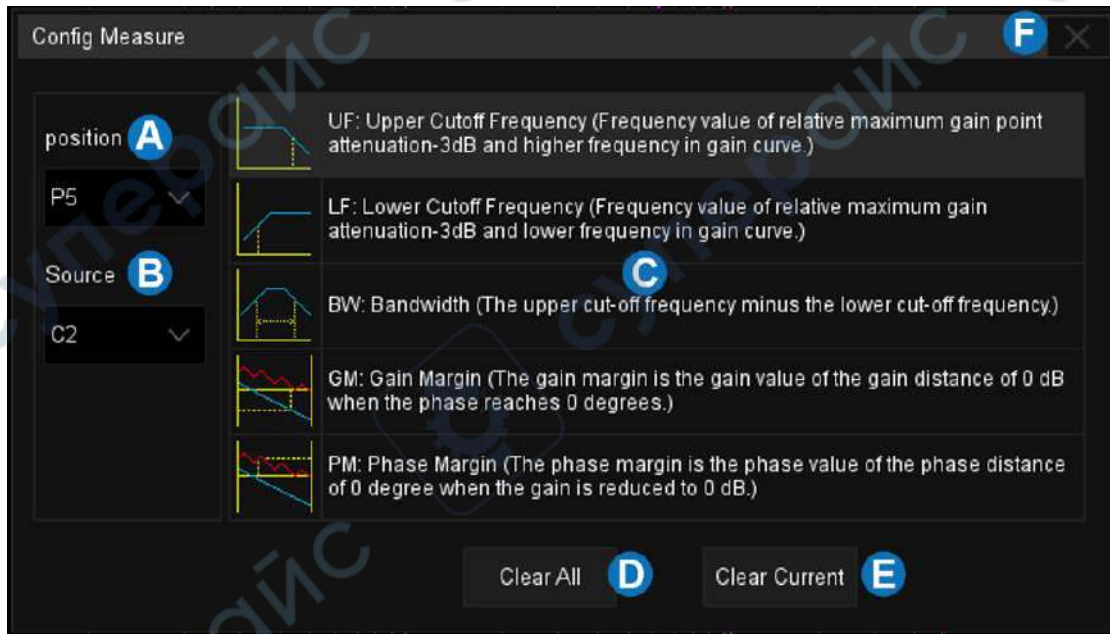 Config Measure
F
position A
P5
Source B
C2
UF: Upper Cutoff Frequency (Frequency value of relative maximum gain point
attenuation-3dB and higher frequency in gain curve.)
LF: Lower Cutoff Frequency (Frequency value of relative maximum gain
attenuation-3dB and lower frequency in gain curve.)
C
BW: Bandwidth (The upper cut-off frequency minus the lower cut-off frequency.)
GM: Gain Margin (The gain margin is the gain value of the gain distance of 0 dB
when the phase reaches 0 degrees.)
PM: Phase Margin (The phase margin is the phase value of the phase distance
of 0 degree when the gain is reduced to 0 dB.)
Clear All D
Clear Current E
суперайс